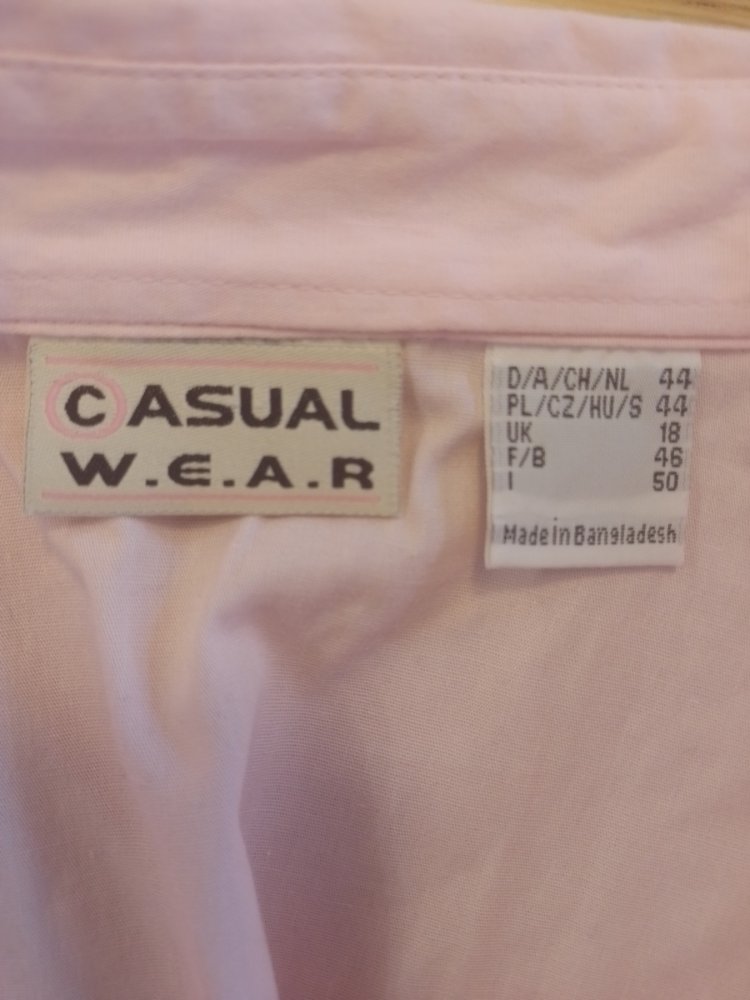 CASUAL
W.E.A.R
D/A/CH/NL 44
PL/CZ/HU/S 44
UK 18
F/B 46
I 50
Made in Bangladesh